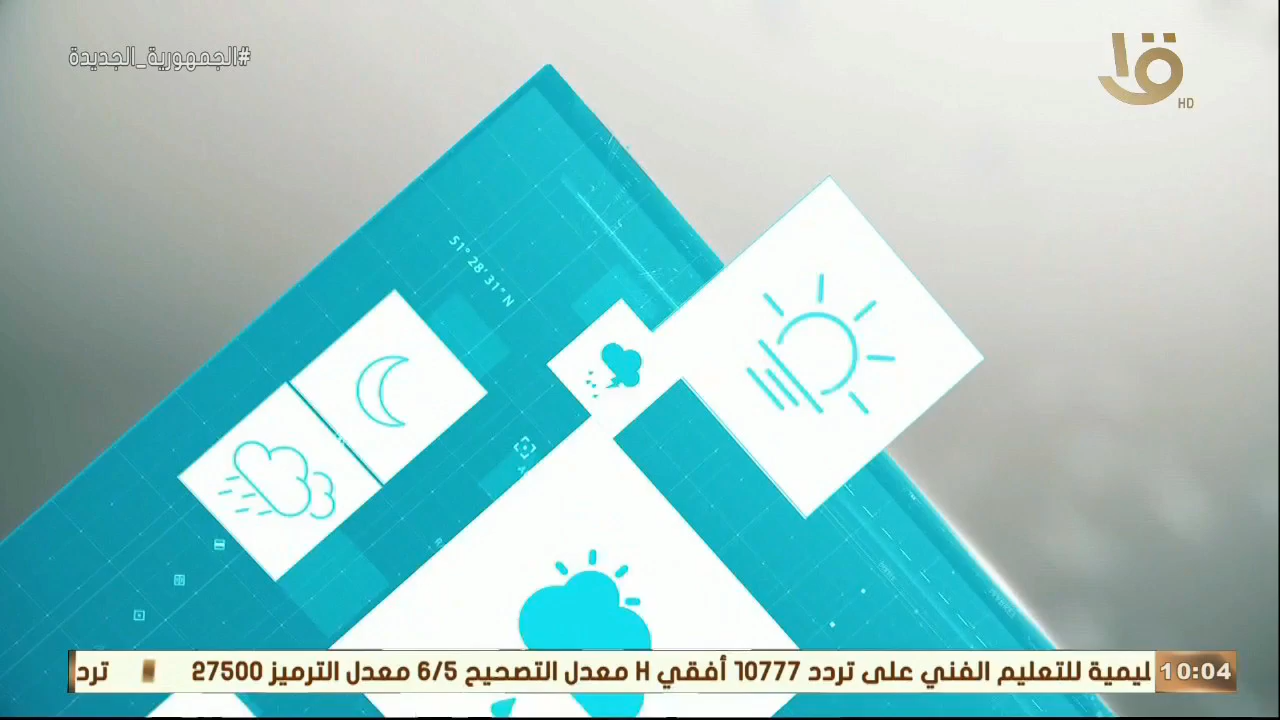 #الجمهورية_الجديدة
HD
51° 28' 31" N
ليمية للتعليم الفني على تردد 10777 أفقي H معدل التصحيح 6/5 معدل الترميز 27500
ترد
10:04